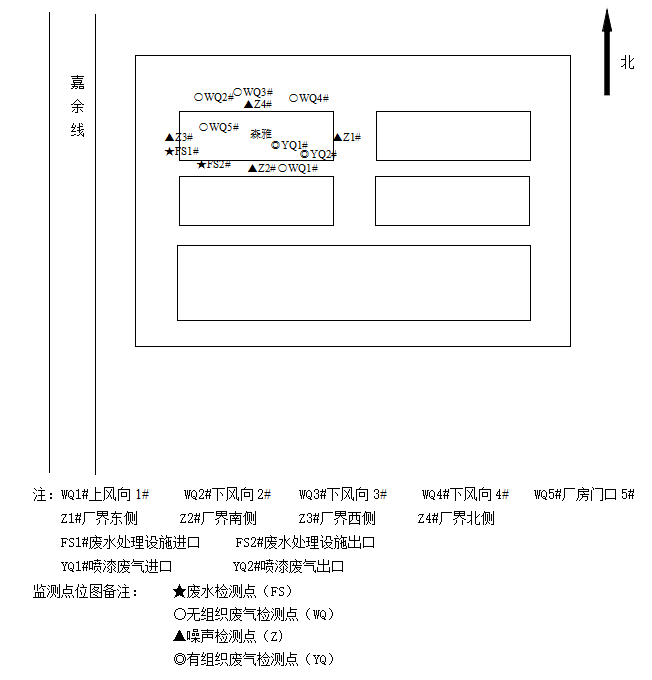 北
嘉
余
线
○WQ2#
○WQ3#
▲Z4#
○WQ4#
○WQ5#
森雅
▲Z3#
▲Z1#
◎YQ1#
★FS1#
◎YQ2#
★FS2#
▲Z2#
○WQ1#
注：WQ1#上风向1# WQ2#下风向2# WQ3#下风向3# WQ4#下风向4# WQ5#厂房门口5#
Z1#厂界东侧 Z2#厂界南侧 Z3#厂界西侧 Z4#厂界北侧
FS1#废水处理设施进口 FS2#废水处理设施出口
YQ1#喷漆废气进口 YQ2#喷漆废气出口
监测点位图备注： ★废水检测点（FS）
○无组织废气检测点（WQ）
▲噪声检测点（Z）
◎有组织废气检测点（YQ）